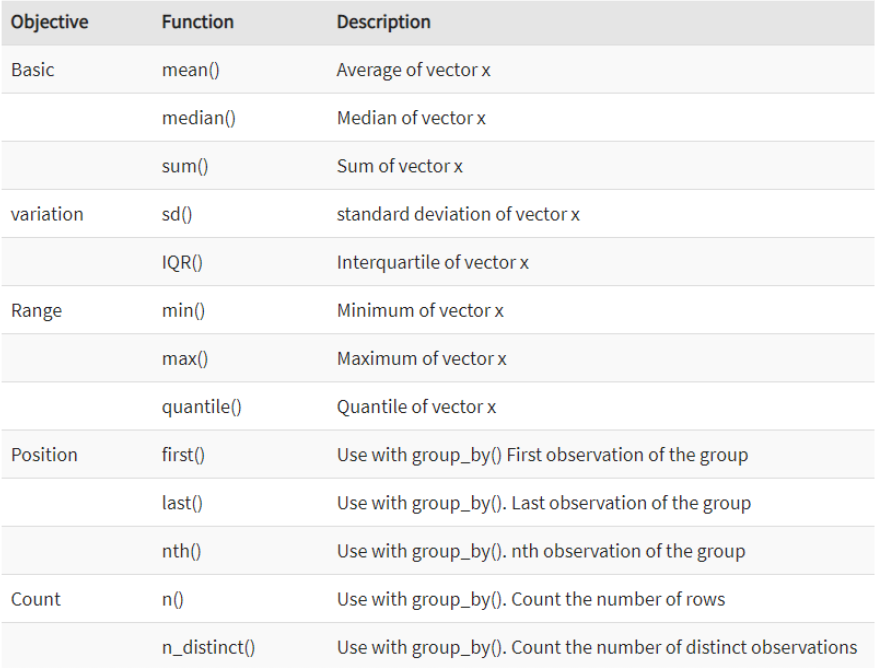 Objective Function Description
Basic mean() Average of vector x
median() Median of vector x
sum() Sum of vector x
variation sd() standard deviation of vector x
IQR() Interquartile of vector x
Range min() Minimum of vector x
max() Maximum of vector x
quantile() Quantile of vector x
Position first() Use with group_by() First observation of the group
last() Use with group_by(). Last observation of the group
nth() Use with group_by(). nth observation of the group
Count n() Use with group_by(). Count the number of rows
n_distinct() Use with group_by(). Count the number of distinct observations